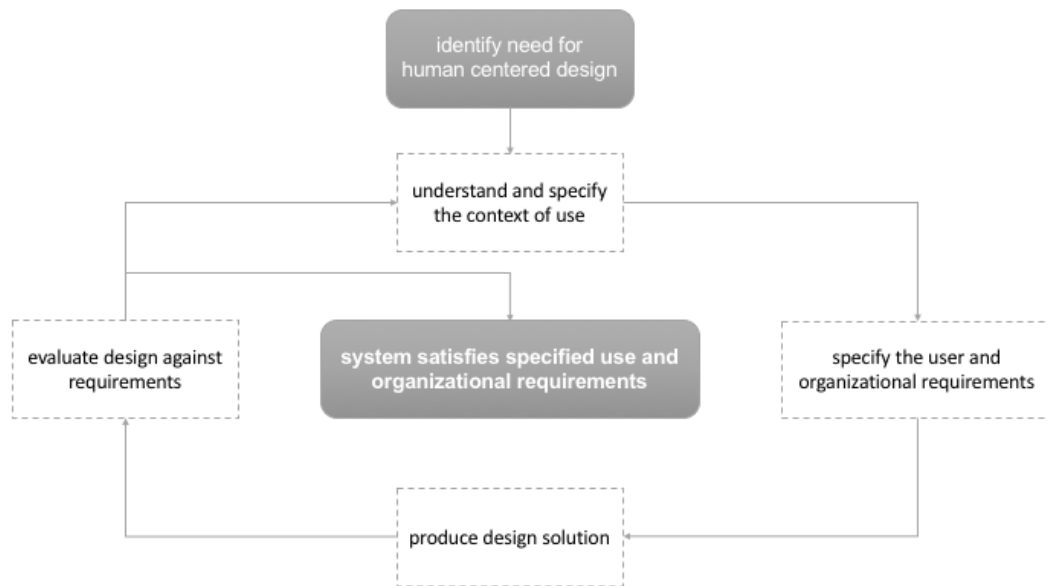 identify need for
human centered design
understand and specify
the context of use
evaluate design against
requirements
system satisfies specified use and
organizational requirements
specify the user and
organizational requirements
produce design solution